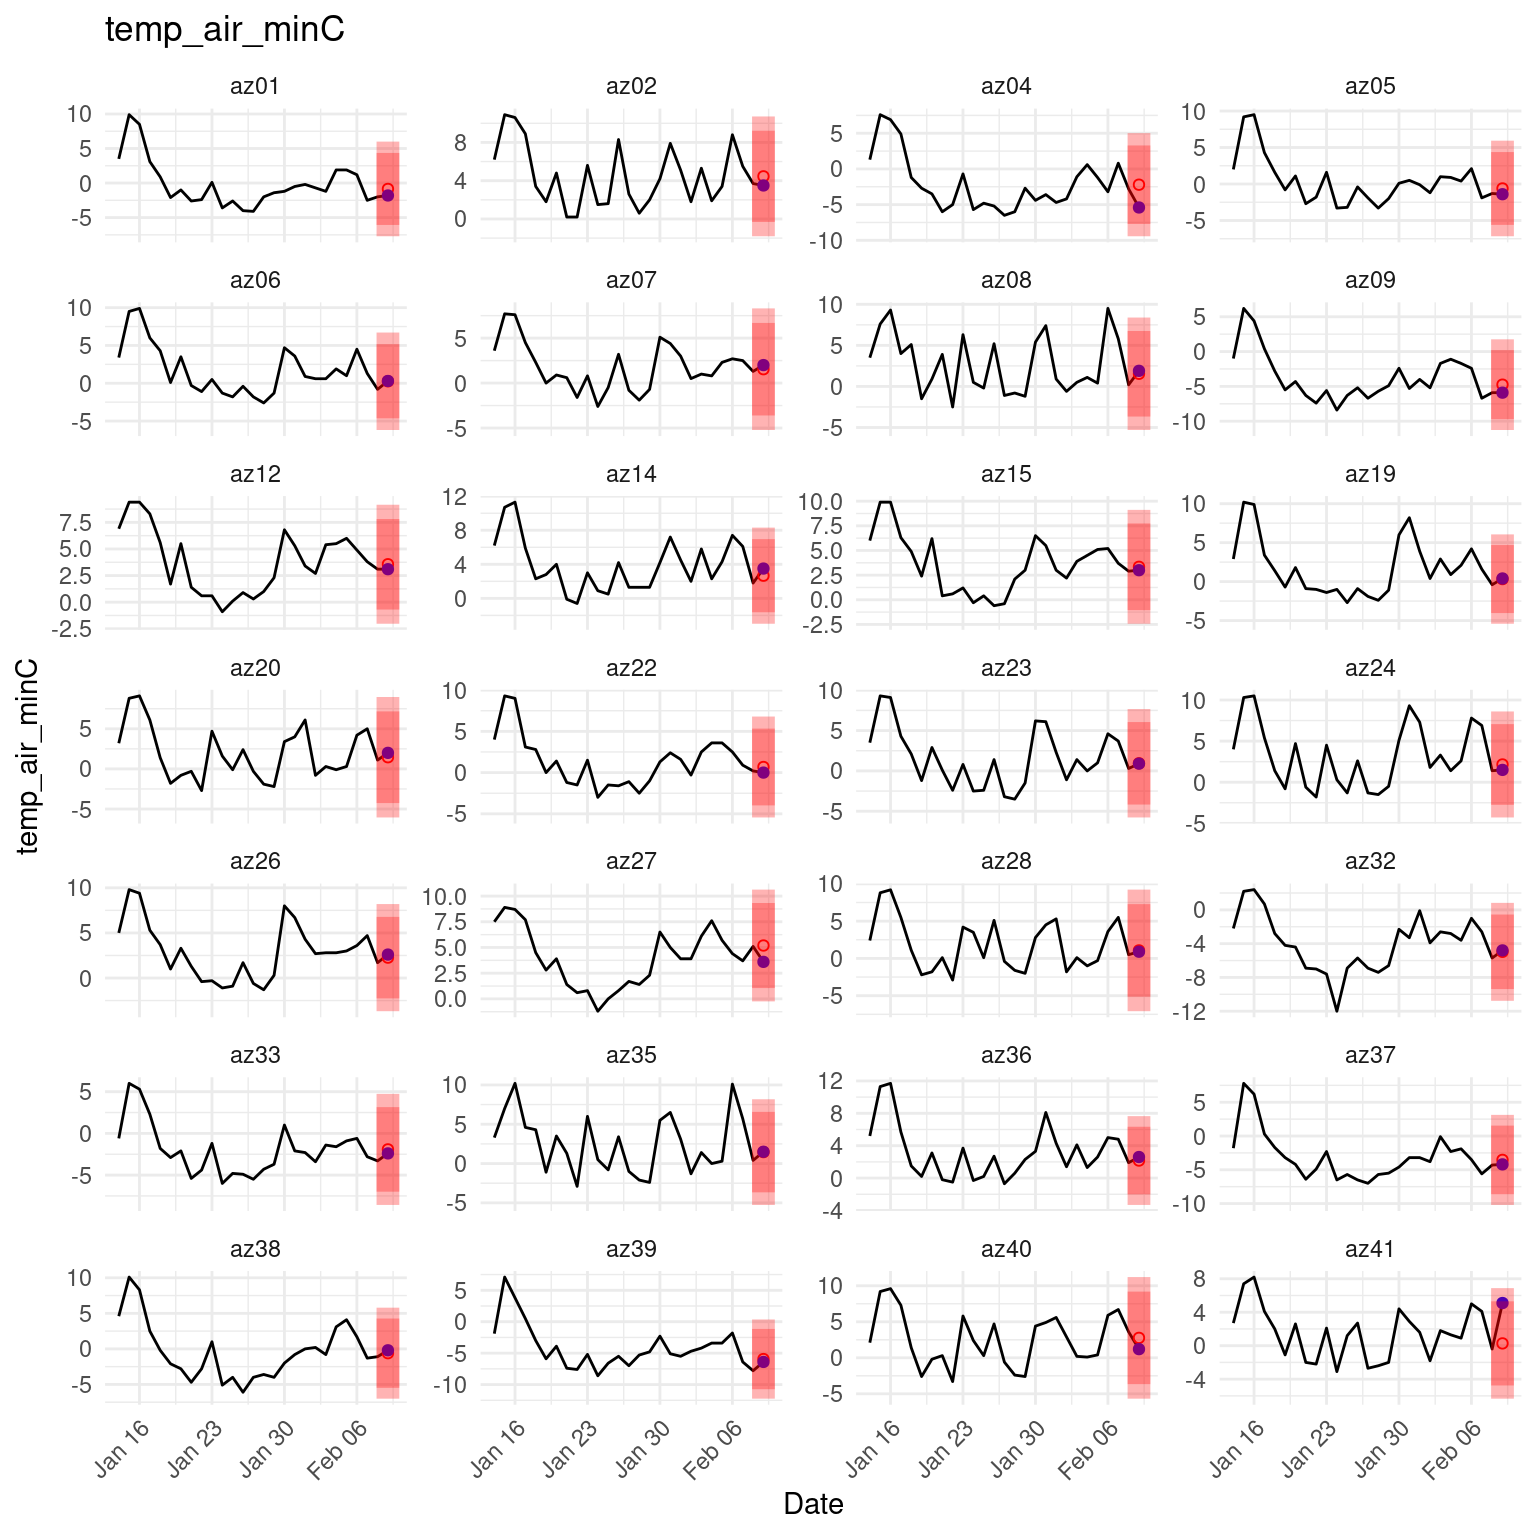 temp_air_minC
az01 az02 az04 az05
10 5 0 -5
8 4 0
5 0 -5 -10
10 5 0 -5
az06 az07 az08 az09
10 5 0 -5
5 0 -5
10 5 0 -5
5 0 -5 -10
az12 az14 az15 az19
7.5 5.0 2.5 0.0 -2.5
12 8 4 0
10.0 7.5 5.0 2.5 0.0 -2.5
10 5 0 -5
temp_air_minC
az20 az22 az23 az24
5 0 -5
10 5 0 -5
10 5 0 -5
10 5 0 -5
az26 az27 az28 az32
10 5 0
10.0 7.5 5.0 2.5 0.0
10 5 0 -5
0 -4 -8 -12
az33 az35 az36 az37
5 0 -5
10 5 0 -5
12 8 4 0 -4
5 0 -5 -10
az38 az39 az40 az41
10 5 0 -5
5 0 -5 -10
10 5 0 -5
8 4 0 -4
Jan 16 Jan 23 Jan 30 Feb 06
Jan 16 Jan 23 Jan 30 Feb 06
Jan 16 Jan 23 Jan 30 Feb 06
Jan 16 Jan 23 Jan 30 Feb 06
Date